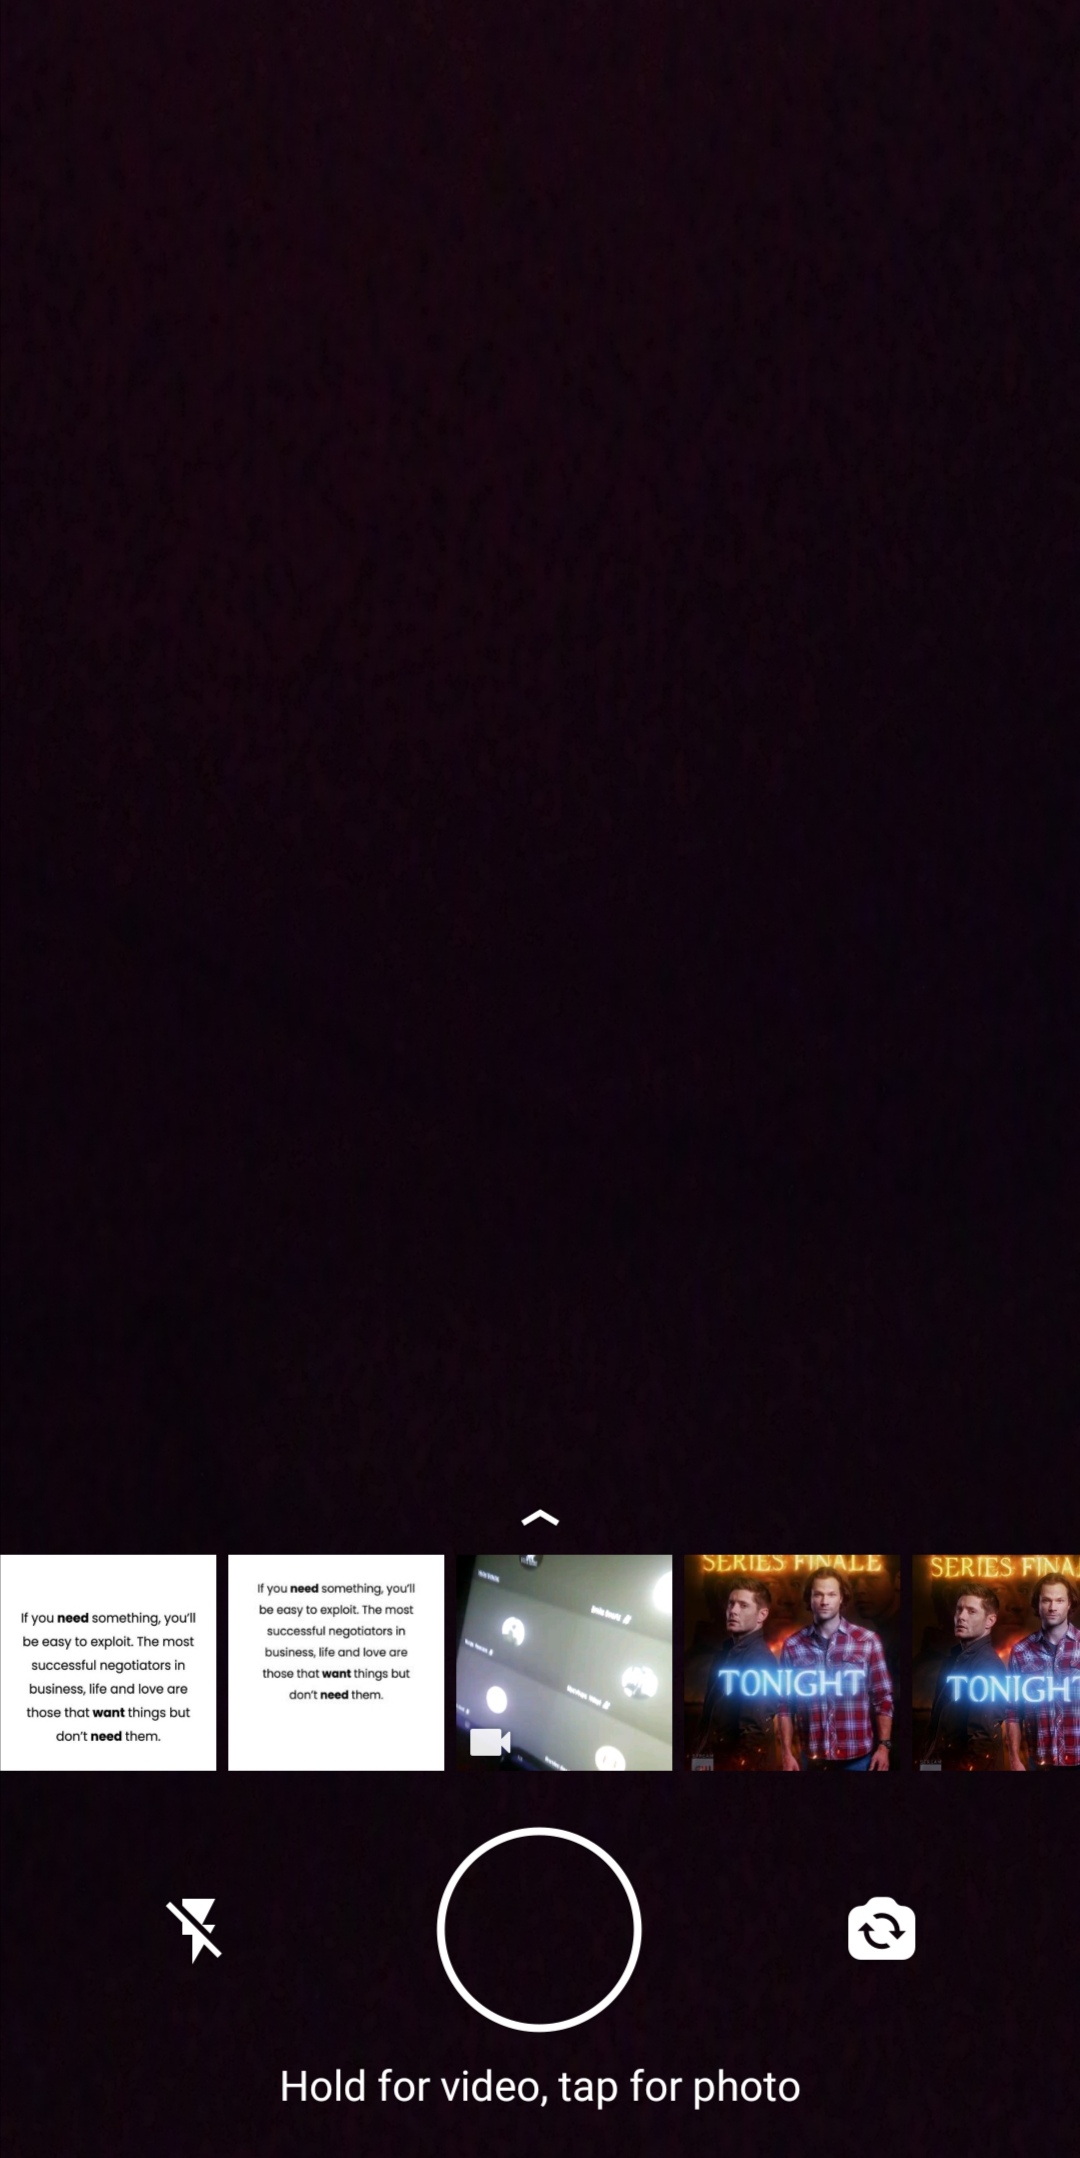 If you need something, you'll
be easy to exploit. The most
successful negotiators in
business, life and love are
those that want things but
don't need them.
If you need something, you'll
be easy to exploit. The most
successful negotiators in
business, life and love are
those that want things but
don't need them.
SERIES FINALE
TONIGHT
SERIES FINA
TONIGHT
Hold for video, tap for photo